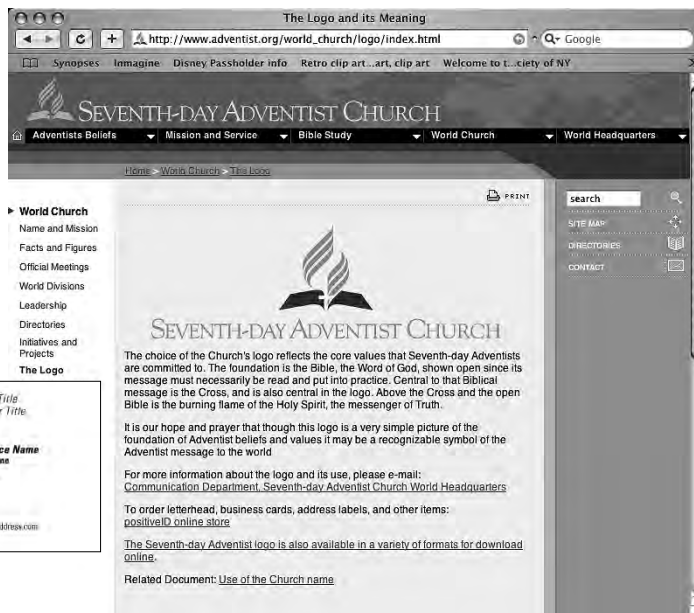 The Logo and its Meaning
http://www.adventist.org/world_church/logo/index.html
Google
Synopses Inmagine Disney Passholder info Retro clip art...art, clip art Welcome to t...ciety of NY
SEVENTH-DAY ADVENTIST CHURCH
Adventists Beliefs Mission and Service Bible Study World Church World Headquarters
Home > World Church > The Logo
PRINT
search
SITE MAP
DIRECTORIES
CONTACT
World Church
Name and Mission
Facts and Figures
Official Meetings
World Divisions
Leadership
Directories
Initiatives and
Projects
The Logo
Title
Title
ce Name
ddress.com
SEVENTH-DAY ADVENTIST CHURCH
The choice of the Church's logo reflects the core values that Seventh-day Adventists
are committed to. The foundation is the Bible, the Word of God, shown open since its
message must necessarily be read and put into practice. Central to that Biblical
message is the Cross, and is also central in the logo. Above the Cross and the open
Bible is the burning flame of the Holy Spirit, the messenger of Truth.
It is our hope and prayer that though this logo is a very simple picture of the
foundation of Adventist beliefs and values it may be a recognizable symbol of the
Adventist message to the world
For more information about the logo and its use, please e-mail:
Communication Department, Seventh-day Adventist Church World Headquarters
To order letterhead, business cards, address labels, and other items:
positiveID online store
The Seventh-day Adventist logo is also available in a variety of formats for download
online.
Related Document: Use of the Church name